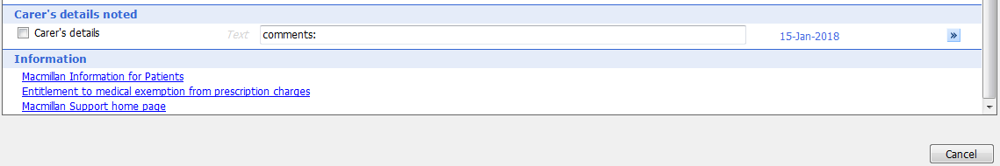 Carer's details noted
Carer's details Text comments: 15-Jan-2018 »
Information
Macmillan Information for Patients
Entitlement to medical exemption from prescription charges
Macmillan Support home page
Cancel